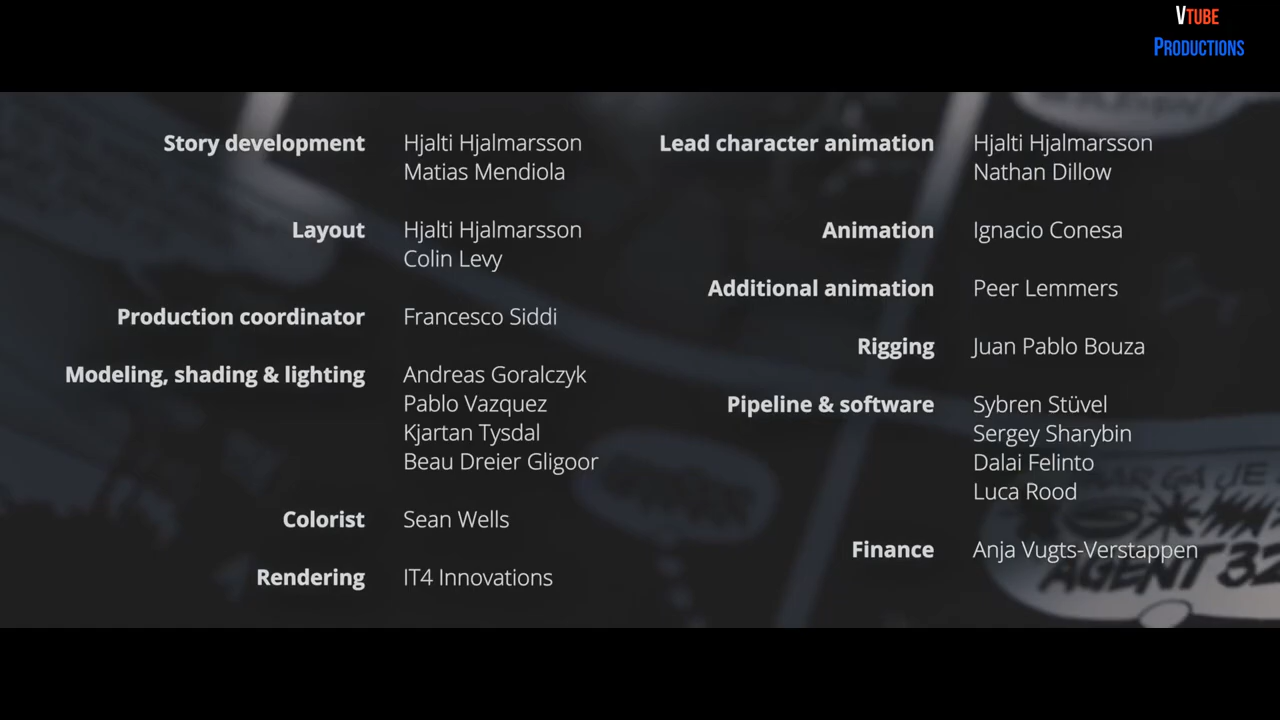 VTUBE
PRODUCTIONS
Story development Hjalti Hjalmarsson
Matias Mendiola
Layout Hjalti Hjalmarsson
Colin Levy
Production coordinator Francesco Siddi
Modeling, shading & lighting Andreas Goralczyk
Pablo Vazquez
Kjartan Tysdal
Beau Dreier Gligoor
Colorist Sean Wells
Rendering IT4 Innovations
Lead character animation Hjalti Hjalmarsson
Nathan Dillow
Animation Ignacio Conesa
Additional animation Peer Lemmers
Rigging Juan Pablo Bouza
Pipeline & software Sybren Stüvel
Sergey Sharybin
Dalai Felinto
Luca Rood
Finance Anja Vugts-Verstappen
AGENT 32